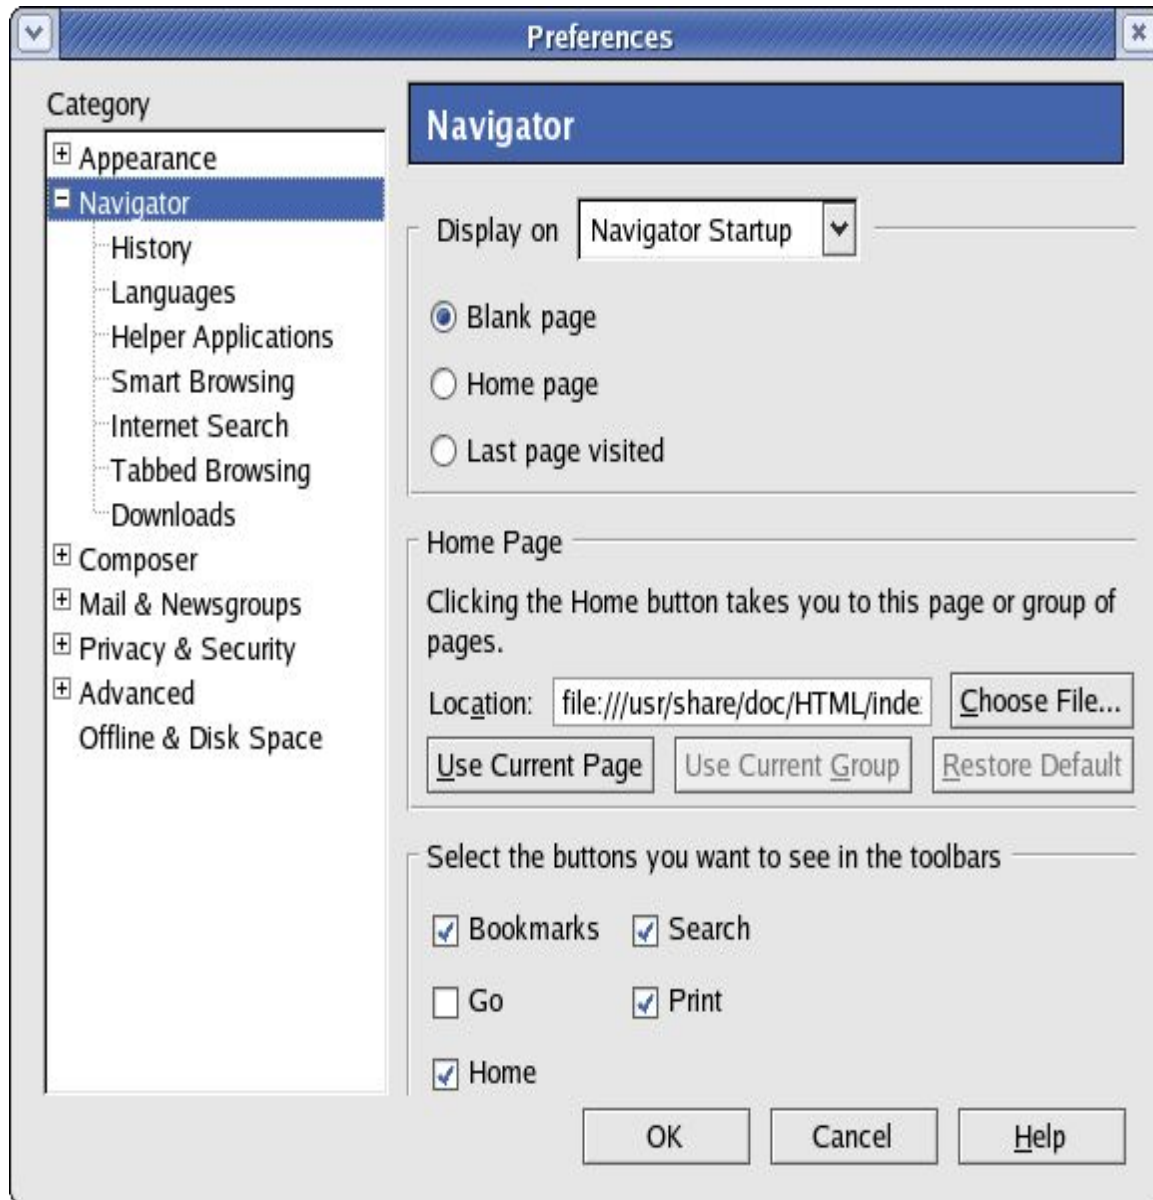 Preferences
Category
Appearance
Navigator
History
Languages
Helper Applications
Smart Browsing
Internet Search
Tabbed Browsing
Downloads
Composer
Mail & Newsgroups
Privacy & Security
Advanced
Offline & Disk Space
Navigator
Display on Navigator Startup
Blank page
Home page
Last page visited
Home Page
Clicking the Home button takes you to this page or group of
pages.
Location: file:///usr/share/doc/HTML/inde Choose File...
Use Current Page Use Current Group Restore Default
Select the buttons you want to see in the toolbars
Bookmarks Search
Go Print
Home
OK Cancel Help